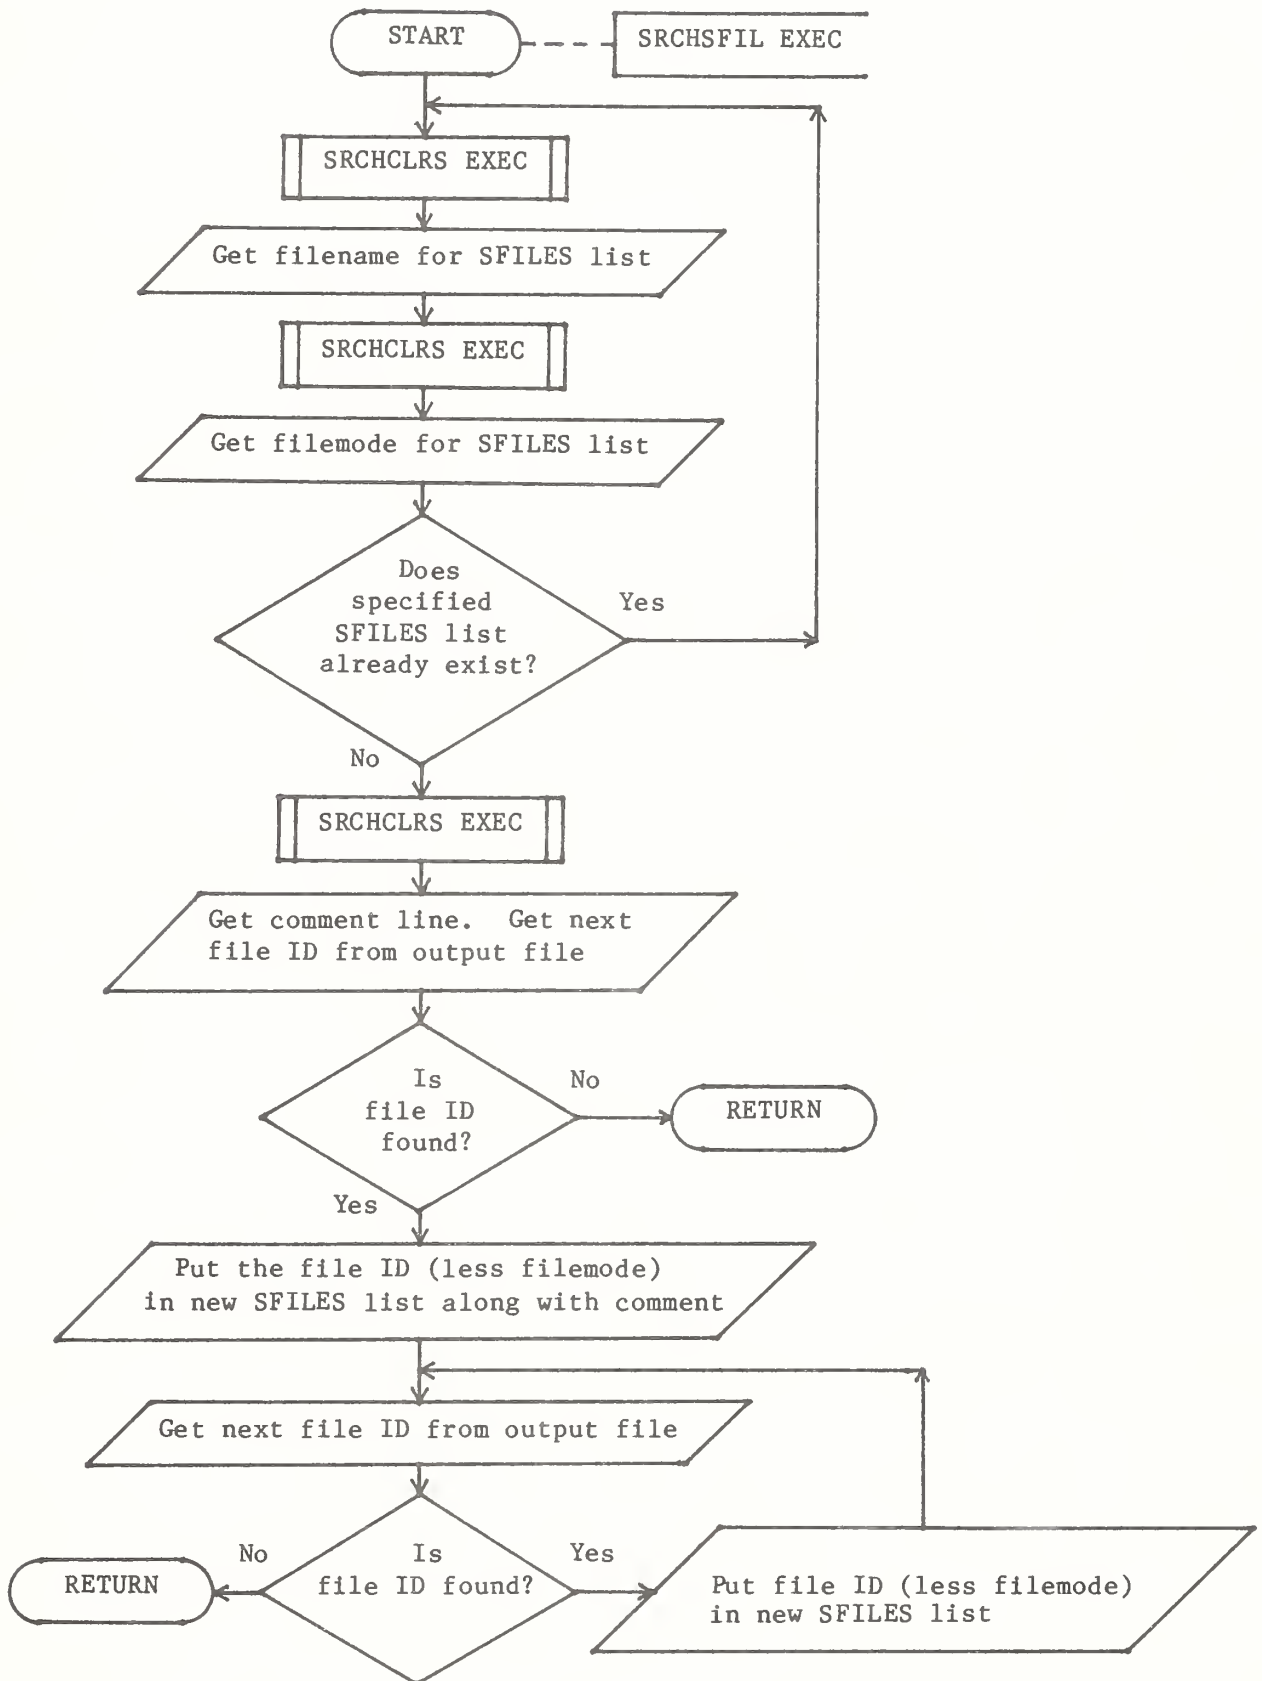 START
SRCHSFIL EXEC
SRCHCLRS EXEC
Get filename for SFILES list
SRCHCLRS EXEC
Get filemode for SFILES list
Does
specified
SFILES list
already exist?
Yes
No
SRCHCLRS EXEC
Get comment line. Get next
file ID from output file
Is
file ID
found?
No
RETURN
Yes
Put the file ID (less filemode)
in new SFILES list along with comment
Get next file ID from output file
No
Is
file ID found?
Yes
RETURN
Put file ID (less filemode)
in new SFILES list